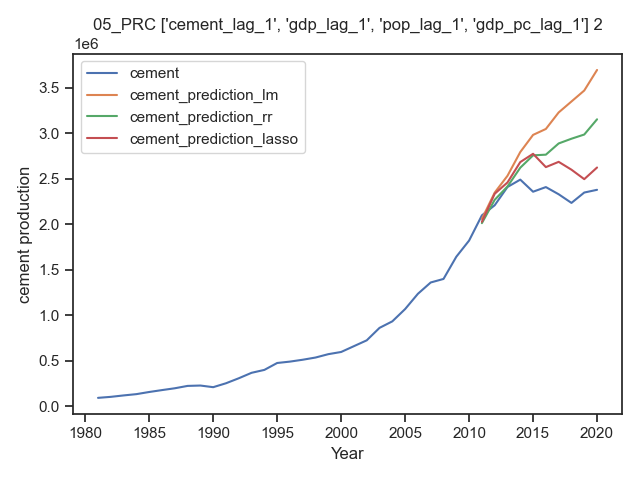 05_PRC ['cement_lag_1', 'gdp_lag_1', 'pop_lag_1', 'gdp_pc_lag_1'] 2
1e6
cement
cement_prediction_lm
cement_prediction_rr
cement_prediction_lasso
3.5
3.0
2.5
2.0
1.5
1.0
0.5
0.0
cement production
1980 1985 1990 1995 2000 2005 2010 2015 2020
Year